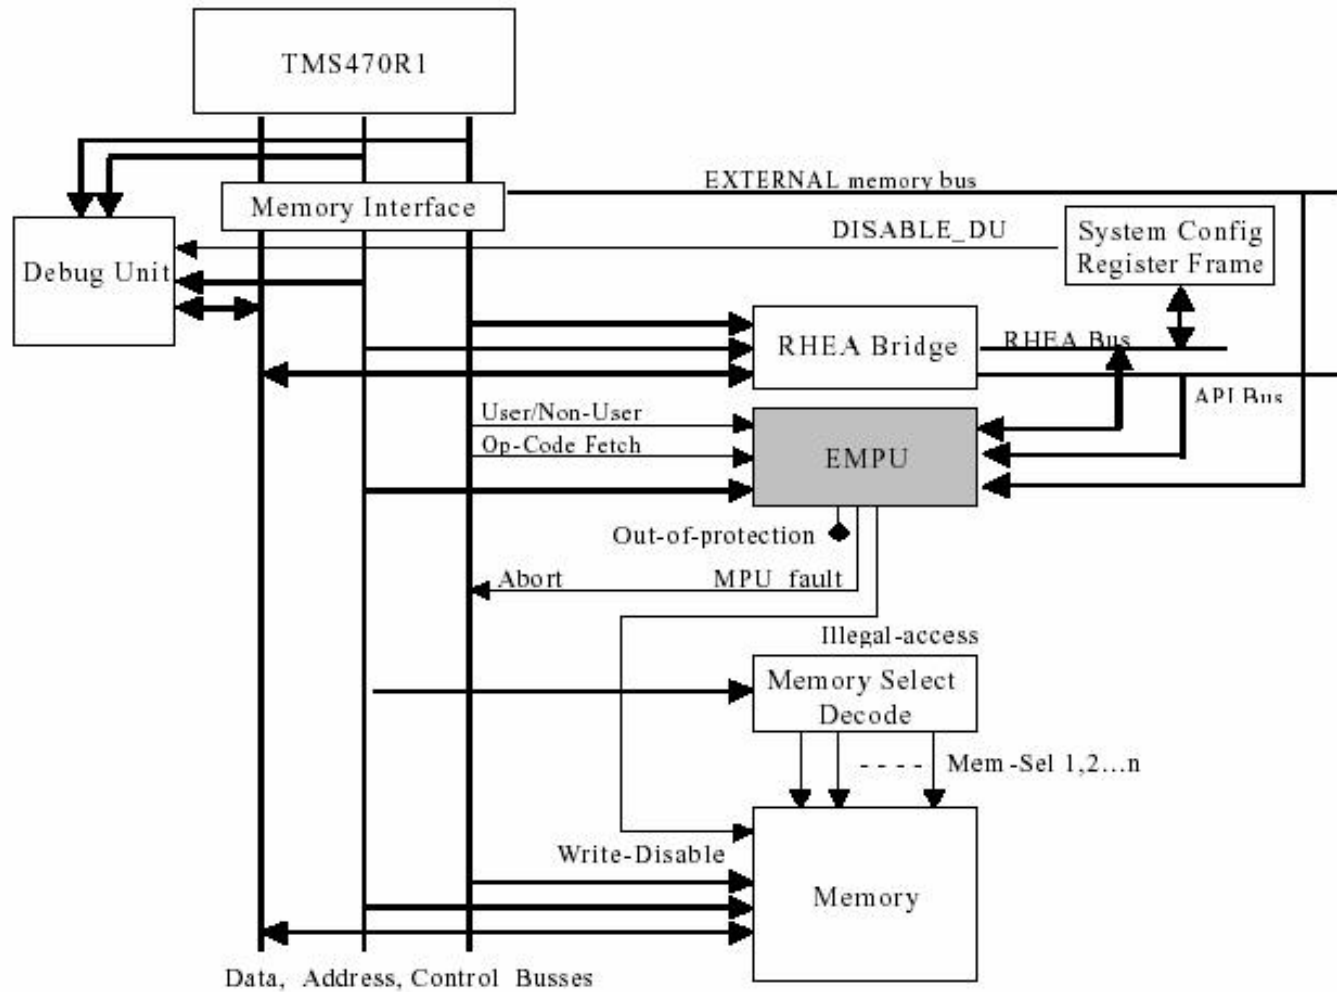 TMS470R1
EXTERNAL memory bus
Memory Interface
DISABLE_DU
System Config
Register Frame
Debug Unit
RHEA Bridge
RHEA Bus
API Bus
User/Non-User
Op-Code Fetch
EMPU
Out-of-protection
Abort
MPU fault
Illegal-access
Memory Select
Decode
Mem-Sel 1,2...n
Write-Disable
Memory
Data, Address, Control Busses